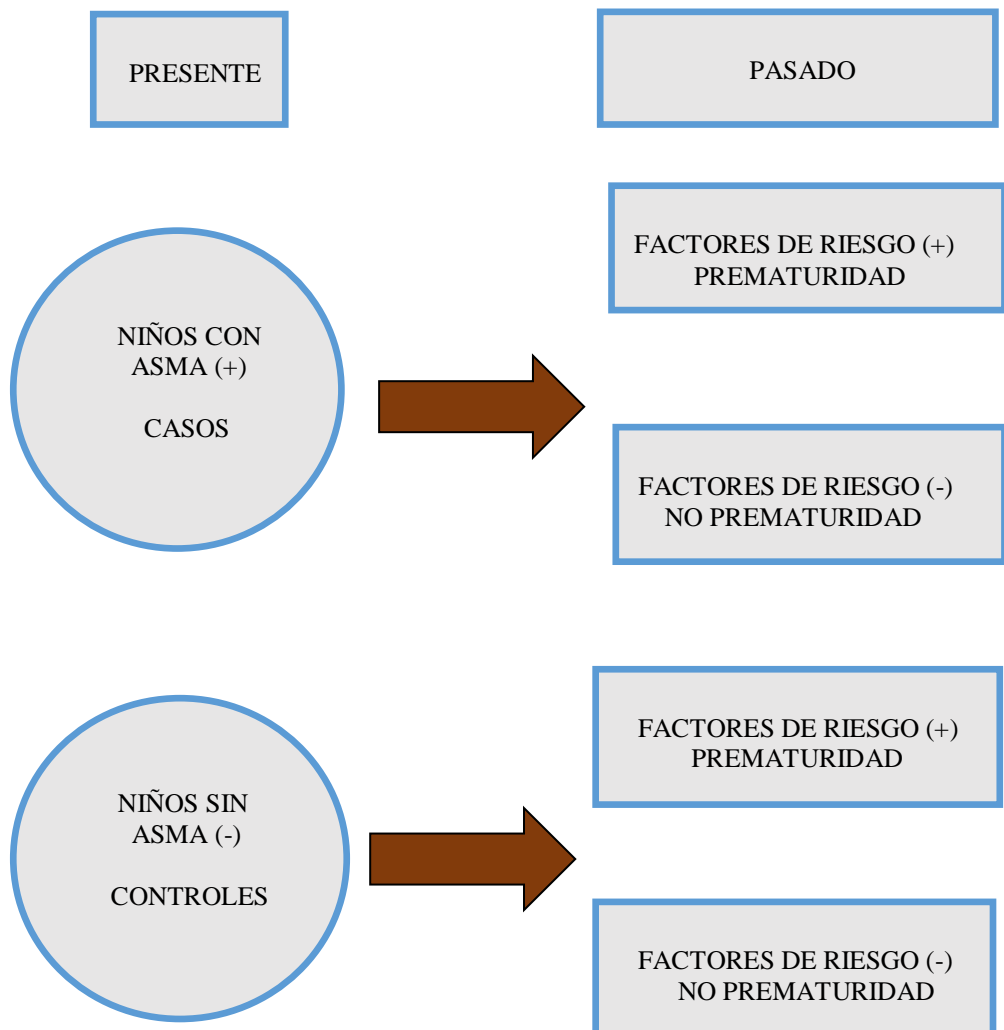 PRESENTE
PASADO
FACTORES DE RIESGO (+)
PREMATURIDAD
NIÑOS CON
ASMA (+)
CASOS
FACTORES DE RIESGO (-)
NO PREMATURIDAD
FACTORES DE RIESGO (+)
PREMATURIDAD
NIÑOS SIN
ASMA (-)
CONTROLES
FACTORES DE RIESGO (-)
NO PREMATURIDAD